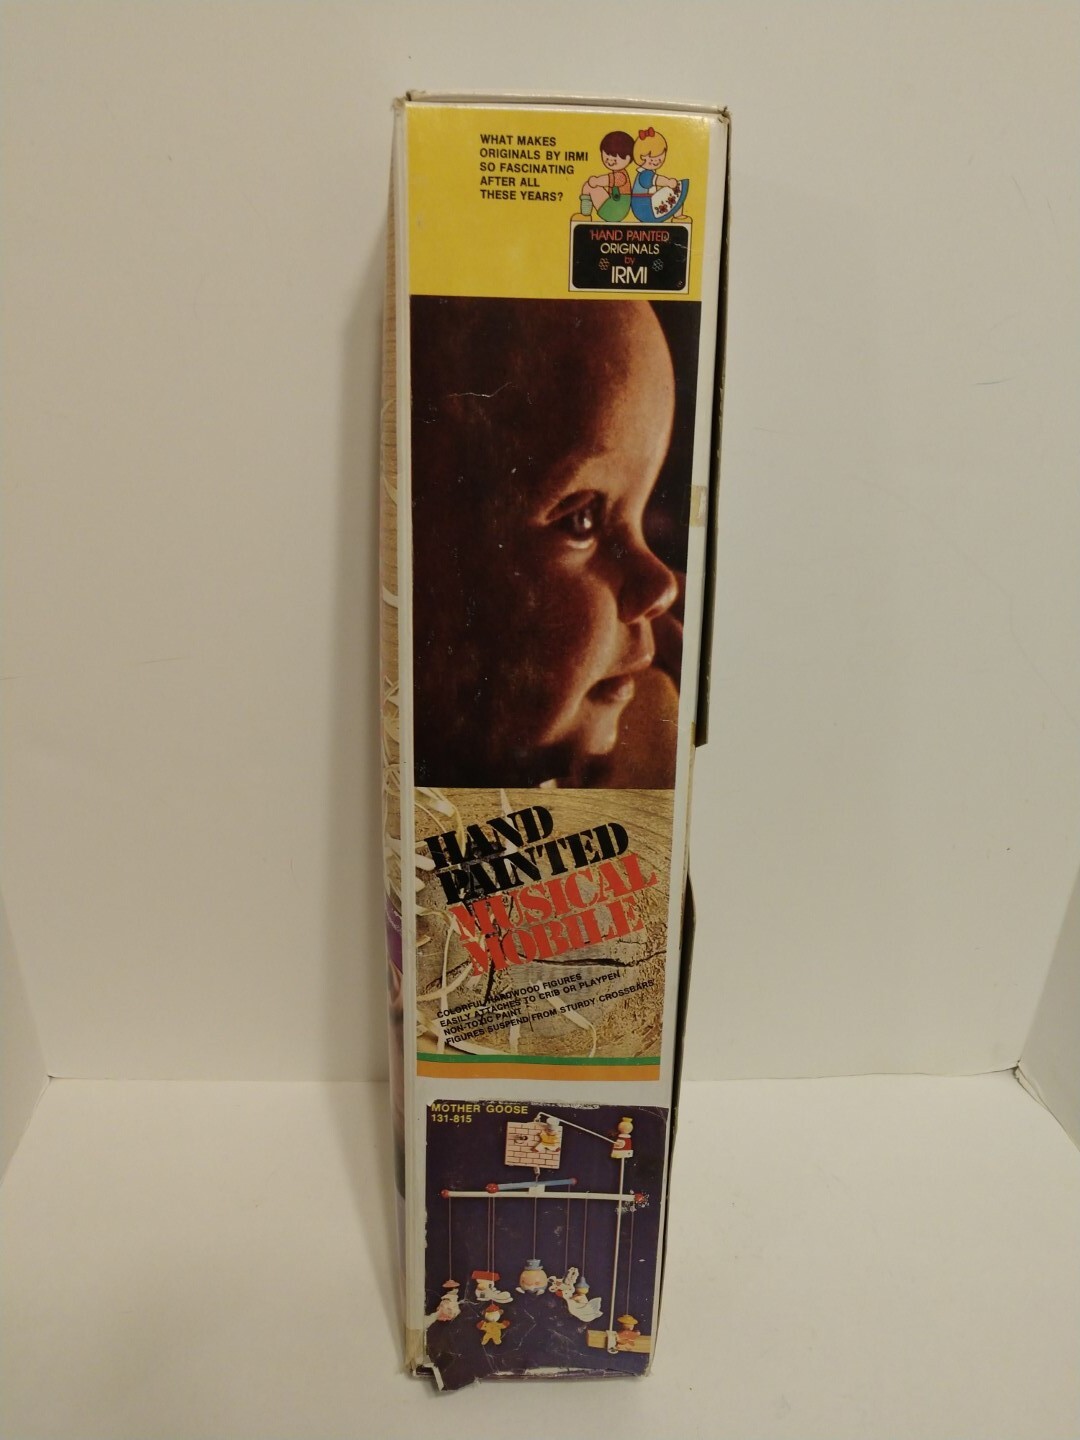 WHAT MAKES
ORIGINALS BY IRMI
SO FASCINATING
AFTER ALL
THESE YEARS?
HAND PAINTED
ORIGINALS
by
IRMI
HAND
PAINTED
MUSICAL
MOBILE
COLORFUL HARDWOOD FIGURES
EASILY ATTACHES TO CRIB OR PLAYPEN
NON-TOXIC PAINT
FIGURES SUSPEND FROM STURDY CROSSBARS
MOTHER GOOSE
131-815